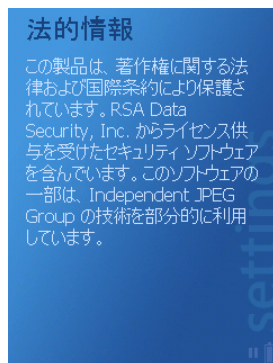 法的情報
この製品は、著作権に関する法
律および国際条約により保護さ
れています。RSA Data
Security, Inc. からライセンス供
与を受けたセキュリティ ソフトウェア
を含んでいます。このソフトウェアの
一部は、Independent JPEG
Group の技術を部分的に利用
しています。
settings